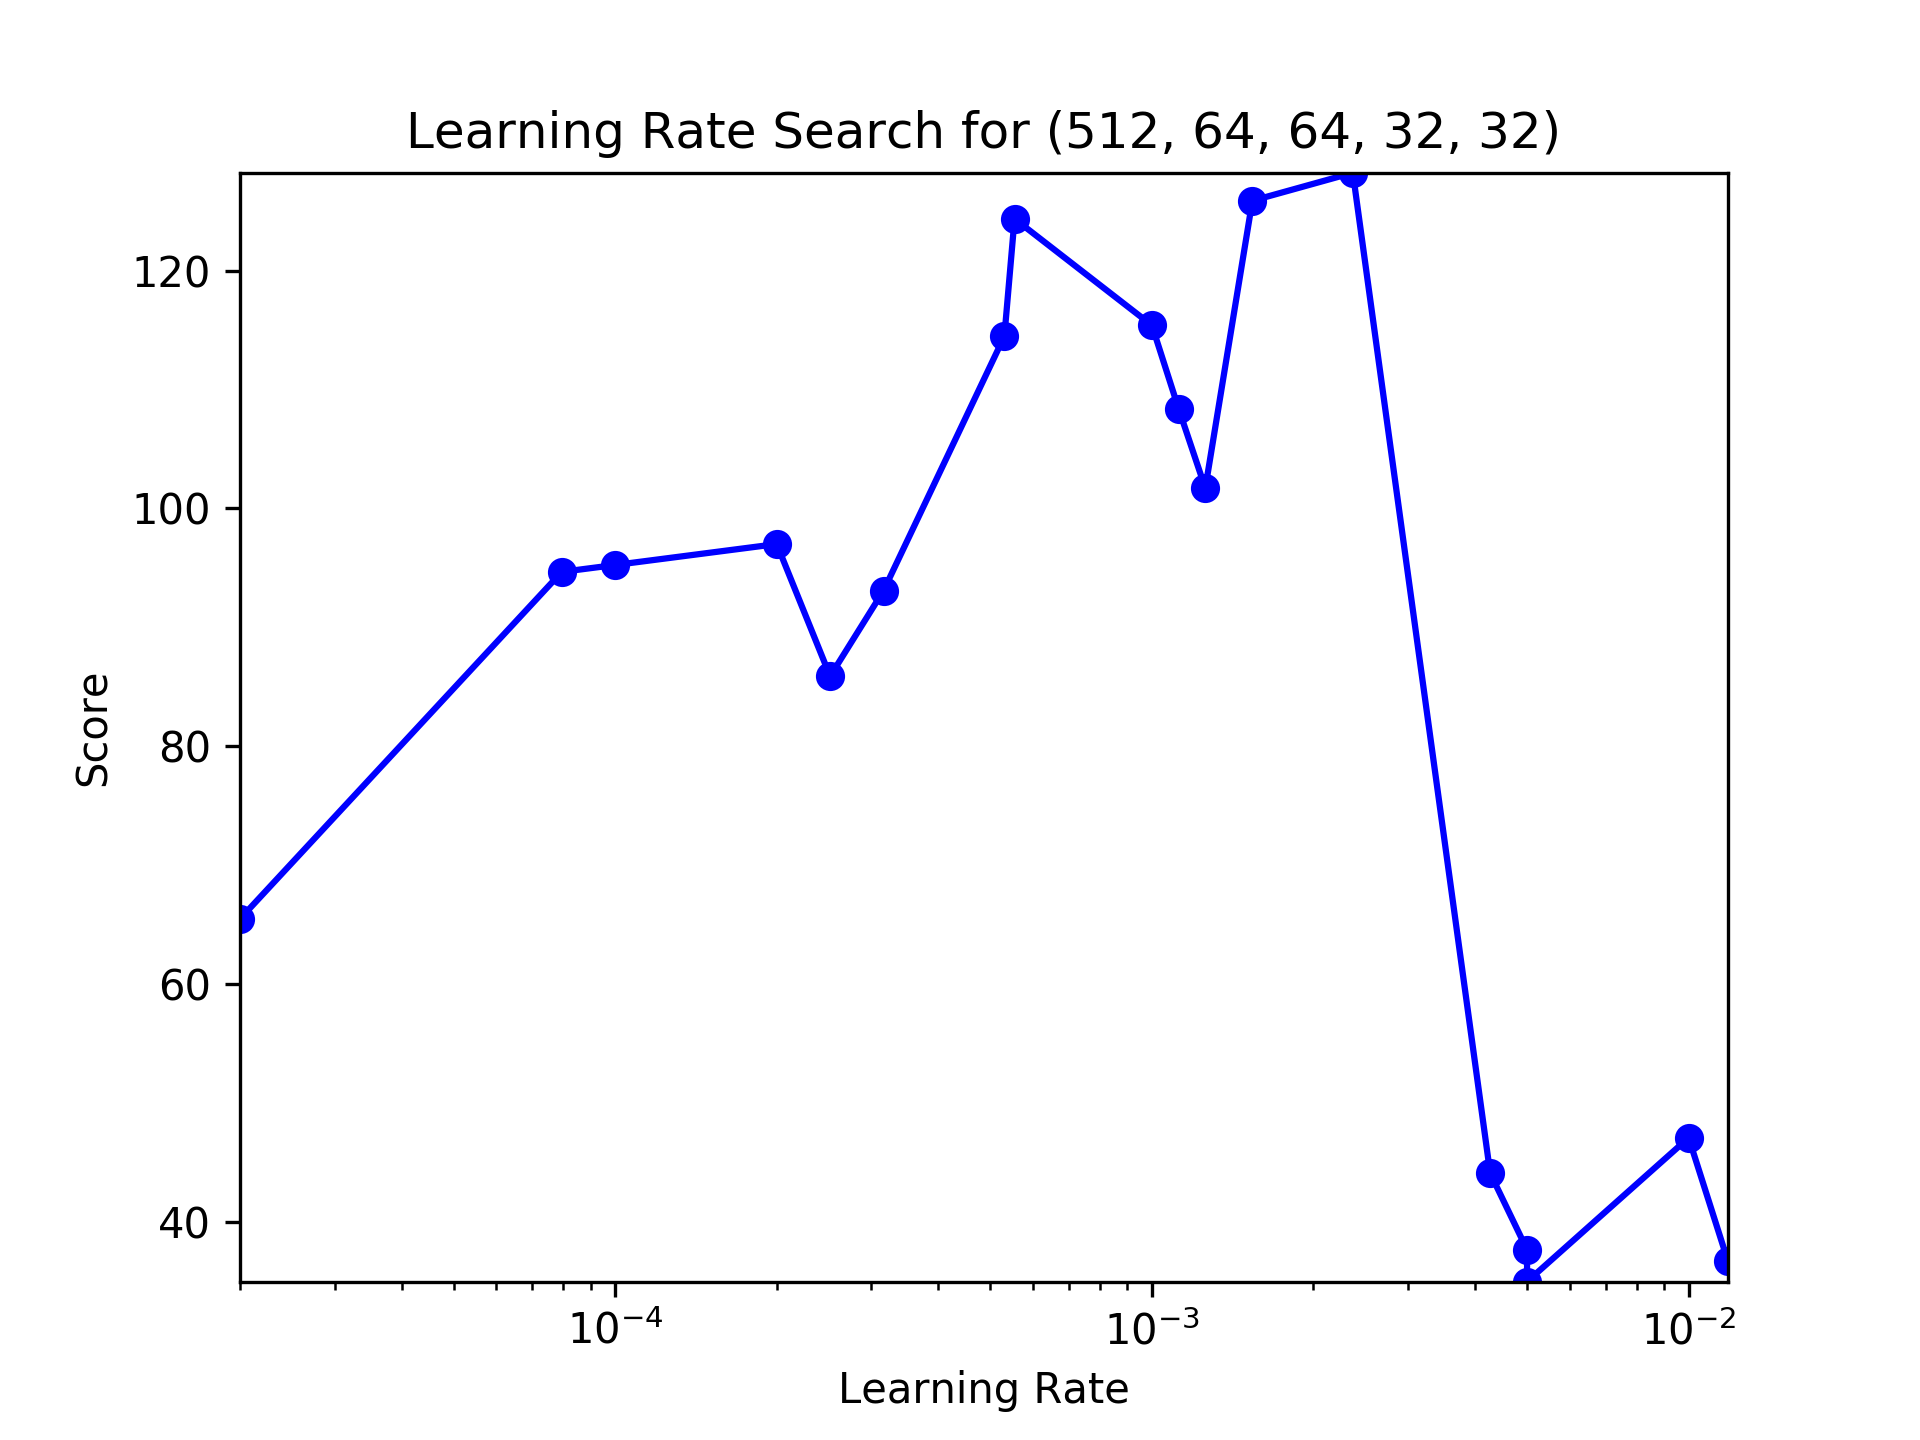 Learning Rate Search for (512, 64, 64, 32, 32)
120
100
80
60
40
Score
10⁻⁴ 10⁻³ 10⁻²
Learning Rate